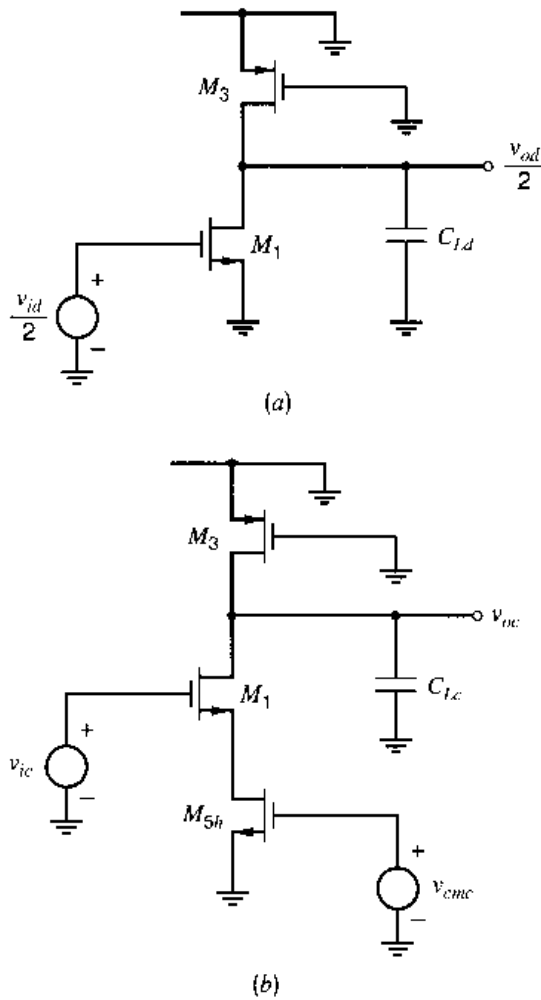 M3
vod/2
M1
CLd
+
vid/2
−
(a)
M3
voc
M1
CLc
+
vic
−
M5h
+
vcmc
−
(b)